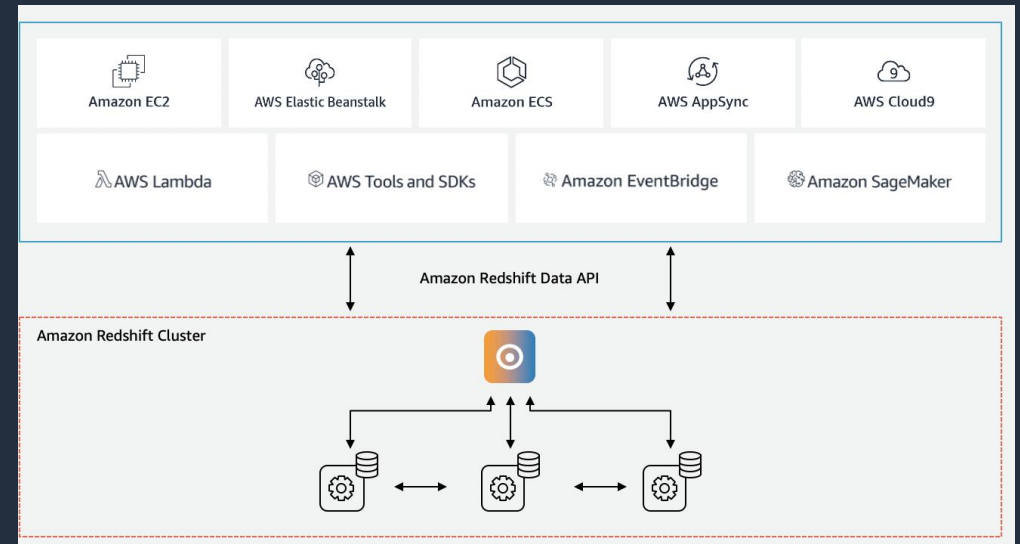 Amazon EC2
AWS Elastic Beanstalk
Amazon ECS
AWS AppSync
9
AWS Cloud9
AWS Lambda
AWS Tools and SDKs
Amazon EventBridge
Amazon SageMaker
Amazon Redshift Data API
Amazon Redshift Cluster